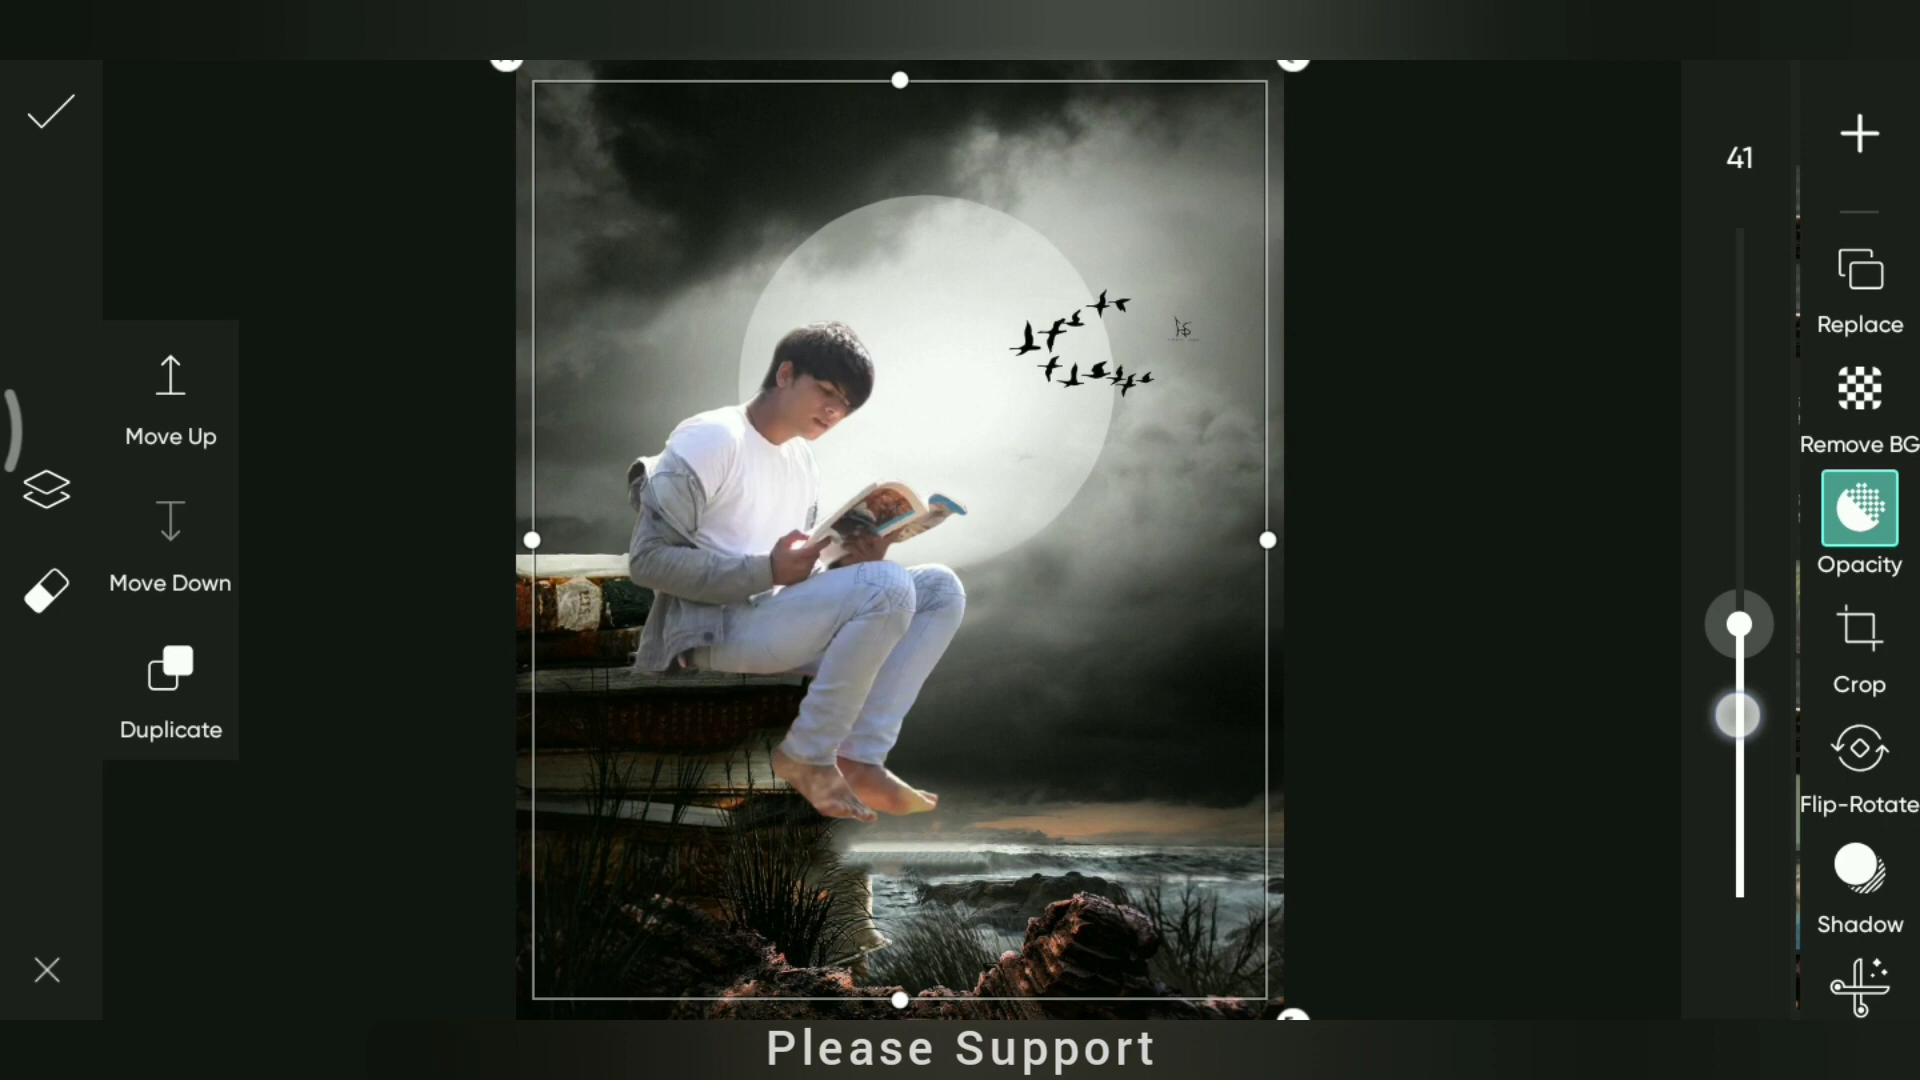 41
Replace
Remove BG
Opacity
Crop
Flip-Rotate
Shadow
Move Up
Move Down
Duplicate
Please Support